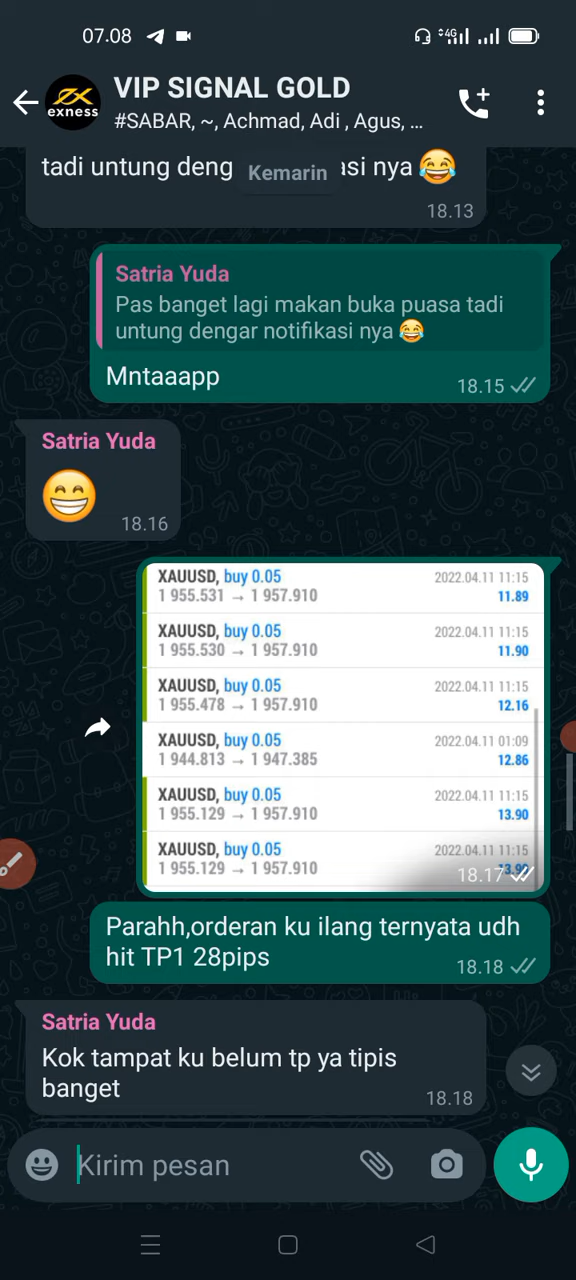 07.08
4G
VIP SIGNAL GOLD
exness
#SABAR, ~, Achmad, Adi , Agus, ...
tadi untung deng
Kemarin
asi nya 😂
18.13
Satria Yuda
Pas banget lagi makan buka puasa tadi
untung dengar notifikasi nya 😂
Mntaaapp
18.15
Satria Yuda
😁
18.16
XAUUSD, buy 0.05 2022.04.11 11:15
1 955.531 → 1 957.910 11.89
XAUUSD, buy 0.05 2022.04.11 11:15
1 955.530 → 1 957.910 11.90
XAUUSD, buy 0.05 2022.04.11 11:15
1 955.478 → 1 957.910 12.16
XAUUSD, buy 0.05 2022.04.11 01:09
1 944.813 → 1 947.385 12.86
XAUUSD, buy 0.05 2022.04.11 11:15
1 955.129 → 1 957.910 13.90
XAUUSD, buy 0.05 2022.04.11 11:15
1 955.129 → 1 957.910
18.17
Parahh,orderan ku ilang ternyata udh
hit TP1 28pips
18.18
Satria Yuda
Kok tampat ku belum tp ya tipis
banget
18.18
Kirim pesan